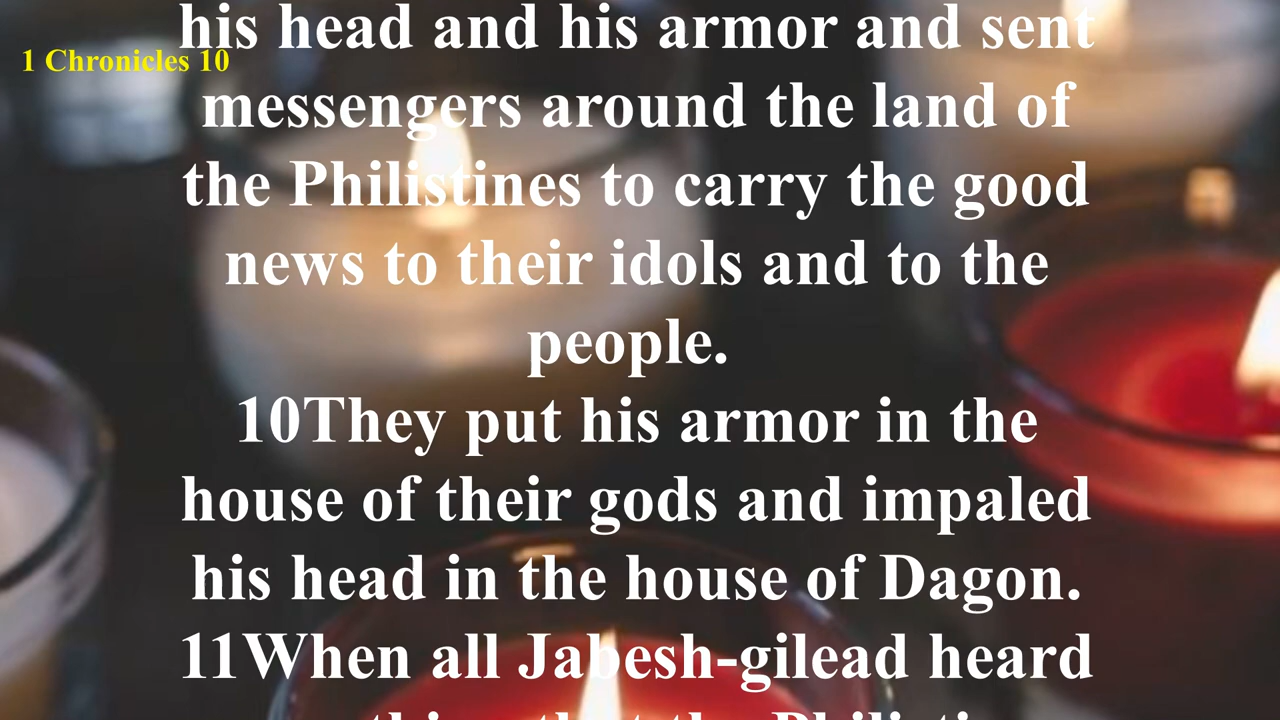 his head and his armor and sent
1 Chronicles 10
messengers around the land of
the Philistines to carry the good
news to their idols and to the
people.
10They put his armor in the
house of their gods and impaled
his head in the house of Dagon.
11When all Jabesh-gilead heard
that the